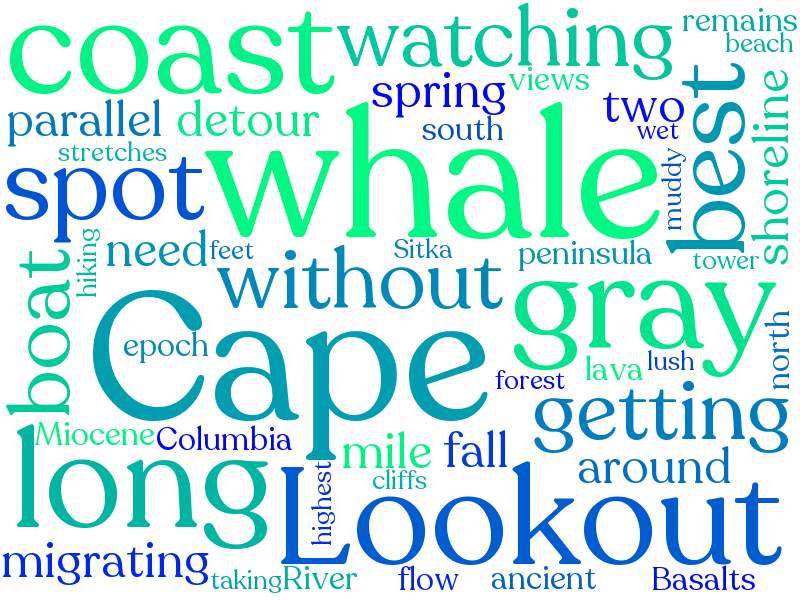 coast
watching
remains
beach
spring
views
two
wet
parallel
detour
south
stretches
spot
whale
muddy
best
shoreline
hiking
need
feet
Sitka
peninsula
tower
boat
without
Cape
epoch
gray
north
forest
lava
lush
Miocene
Columbia
long
mile
fall
getting
around
cliffs
highest
Lookout
migrating
taking
River
flow
ancient
Basalts